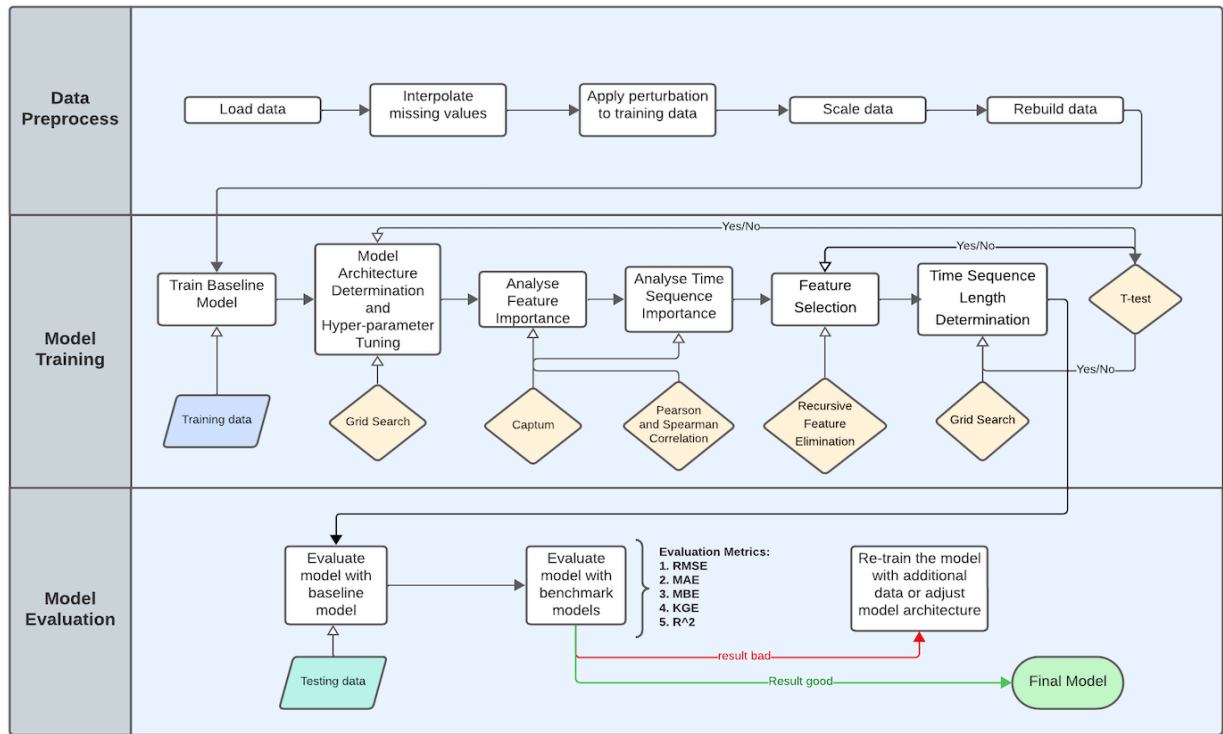 Data
Preprocess
Load data
Interpolate
missing values
Apply perturbation
to training data
Scale data
Rebuild data
Model
Training
Yes/No
Yes/No
Train Baseline
Model
Model
Architecture
Determination
and
Hyper-parameter
Tuning
Analyse
Feature
Importance
Analyse Time
Sequence
Importance
Feature
Selection
Time Sequence
Length
Determination
T-test
Yes/No
Training data
Grid Search
Captum
Pearson
and Spearman
Correlation
Recursive
Feature
Elimination
Grid Search
Model
Evaluation
Evaluate
model with
baseline
model
Evaluate
model with
benchmark
models
Evaluation Metrics:
1. RMSE
2. MAE
3. MBE
4. KGE
5. R^2
Re-train the model
with additional
data or adjust
model architecture
result bad
Testing data
Result good
Final Model